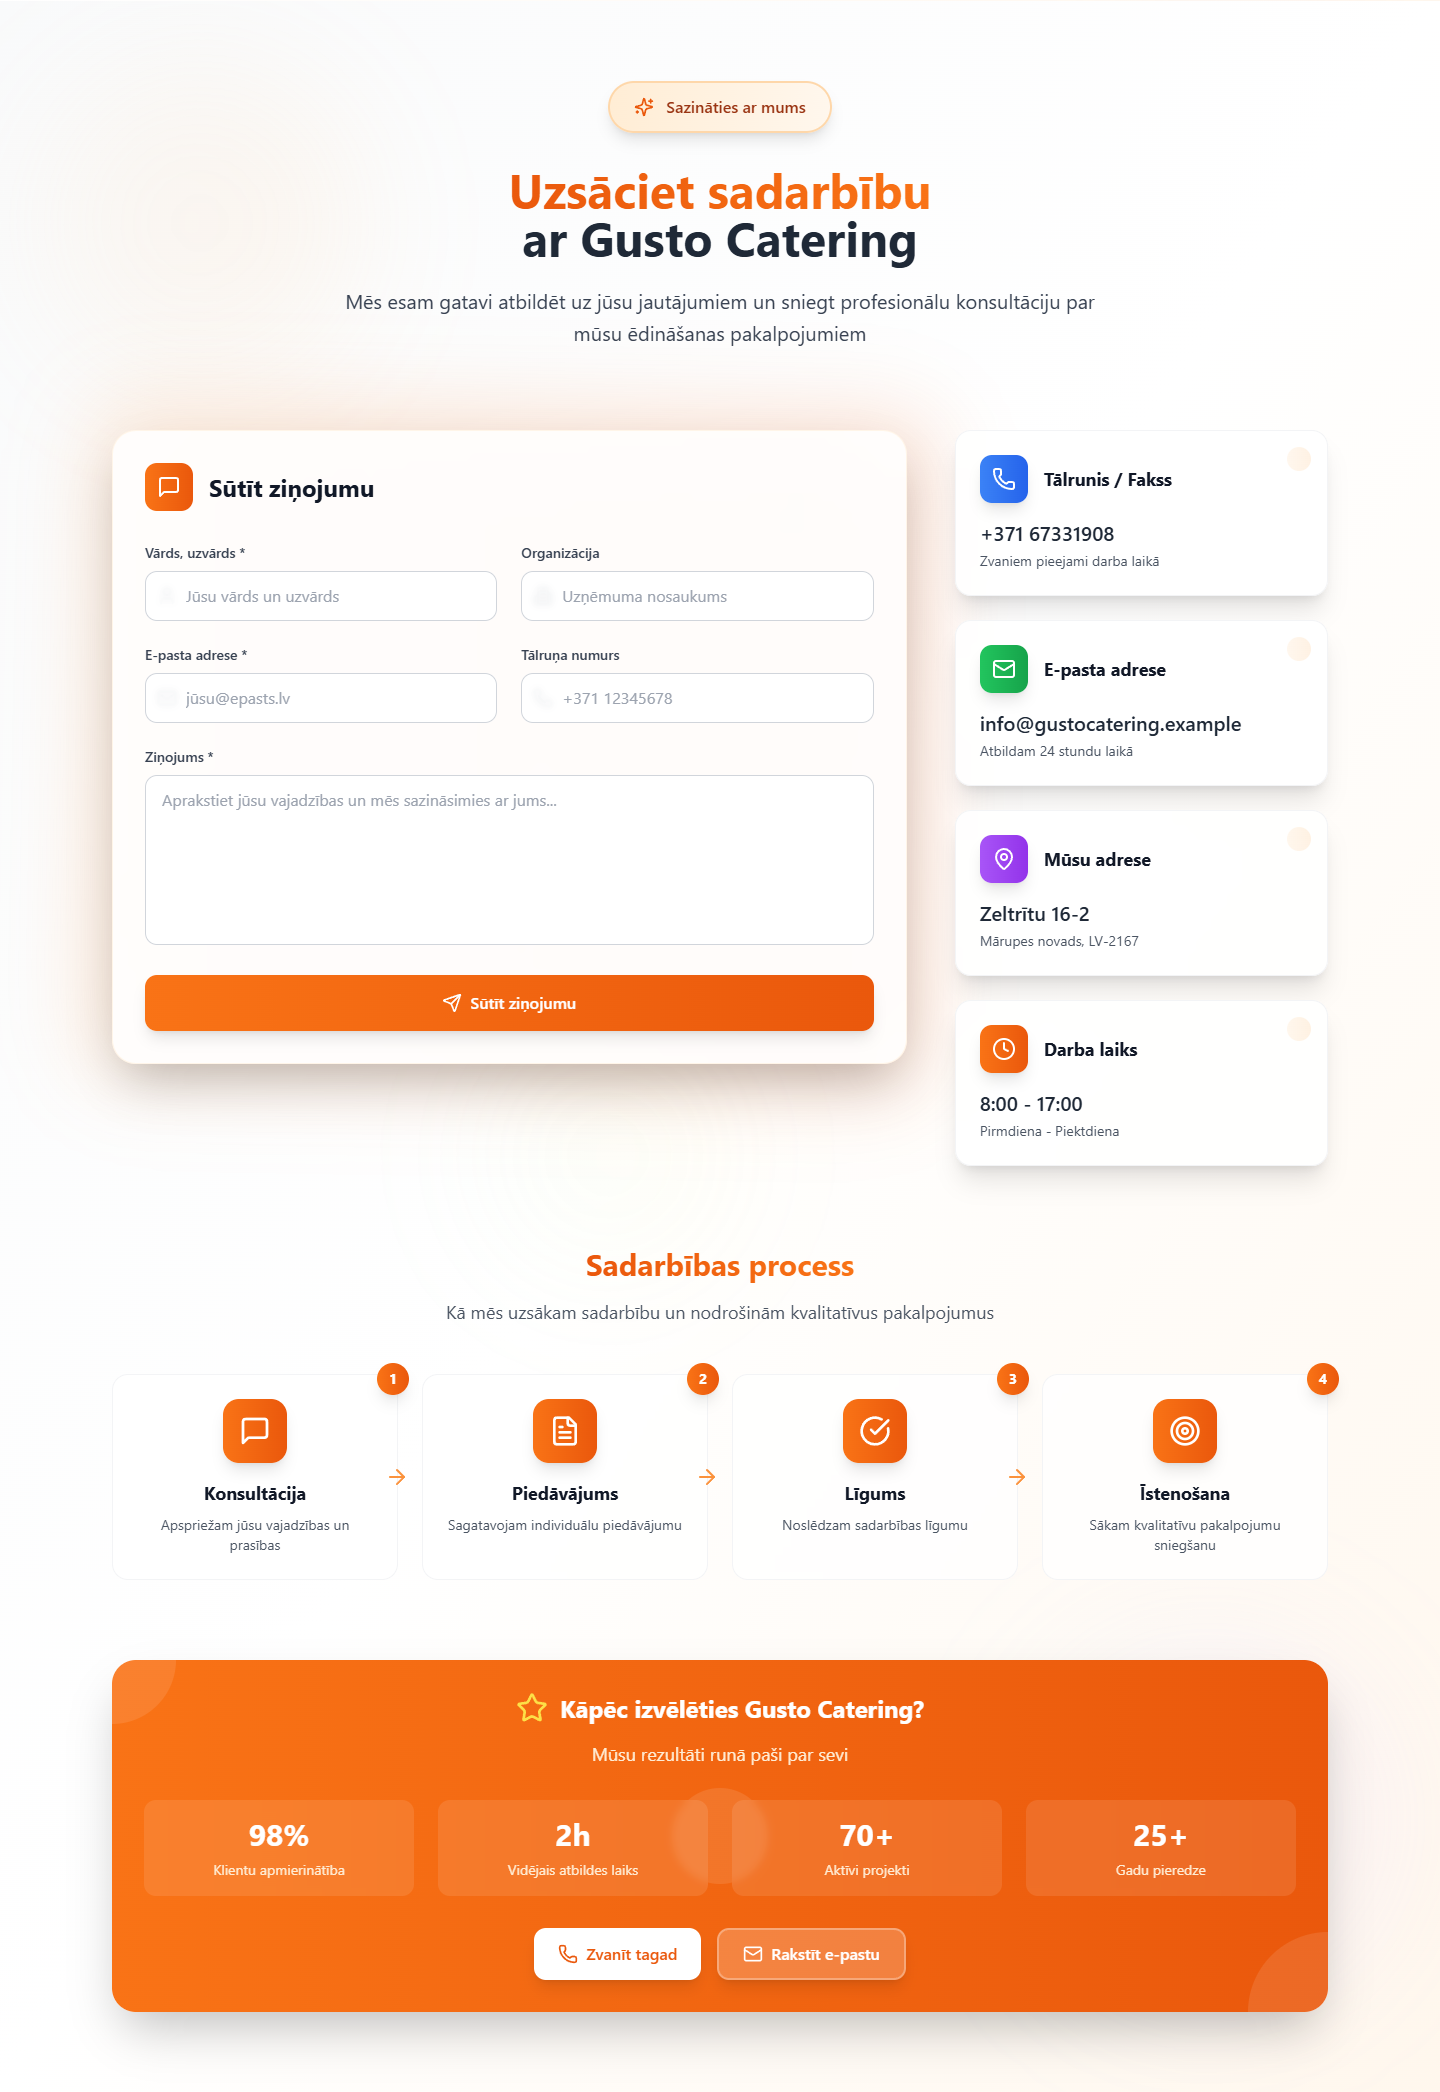 Sazināties ar mums
Uzsāciet sadarbību
ar Gusto Catering
Mēs esam gatavi atbildēt uz jūsu jautājumiem un sniegt profesionālu konsultāciju par
mūsu ēdināšanas pakalpojumiem
Sūtīt ziņojumu
Vārds, uzvārds *
Organizācija
Jūsu vārds un uzvārds
Uzņēmuma nosaukums
E-pasta adrese *
Tālruņa numurs
jūsu@epasts.lv
+371 12345678
Ziņojums *
Aprakstiet jūsu vajadzības un mēs sazināsimies ar jums...
Sūtīt ziņojumu
Tālrunis / Fakss
+371 67331908
Zvaniem pieejami darba laikā
E-pasta adrese
info@gustocatering.example
Atbildam 24 stundu laikā
Mūsu adrese
Zeltrītu 16-2
Mārupes novads, LV-2167
Darba laiks
8:00 - 17:00
Pirmdiena - Piektdiena
Sadarbības process
Kā mēs uzsākam sadarbību un nodrošinām kvalitatīvus pakalpojumus
1
Konsultācija
Apspriežam jūsu vajadzības un
prasības
2
Piedāvājums
Sagatavojam individuālu piedāvājumu
3
Līgums
Noslēdzam sadarbības līgumu
4
Īstenošana
Sākam kvalitatīvu pakalpojumu
sniegšanu
Kāpēc izvēlēties Gusto Catering?
Mūsu rezultāti runā paši par sevi
98%
Klientu apmierinātība
2h
Vidējais atbildes laiks
70+
Aktīvi projekti
25+
Gadu pieredze
Zvanīt tagad
Rakstīt e-pastu